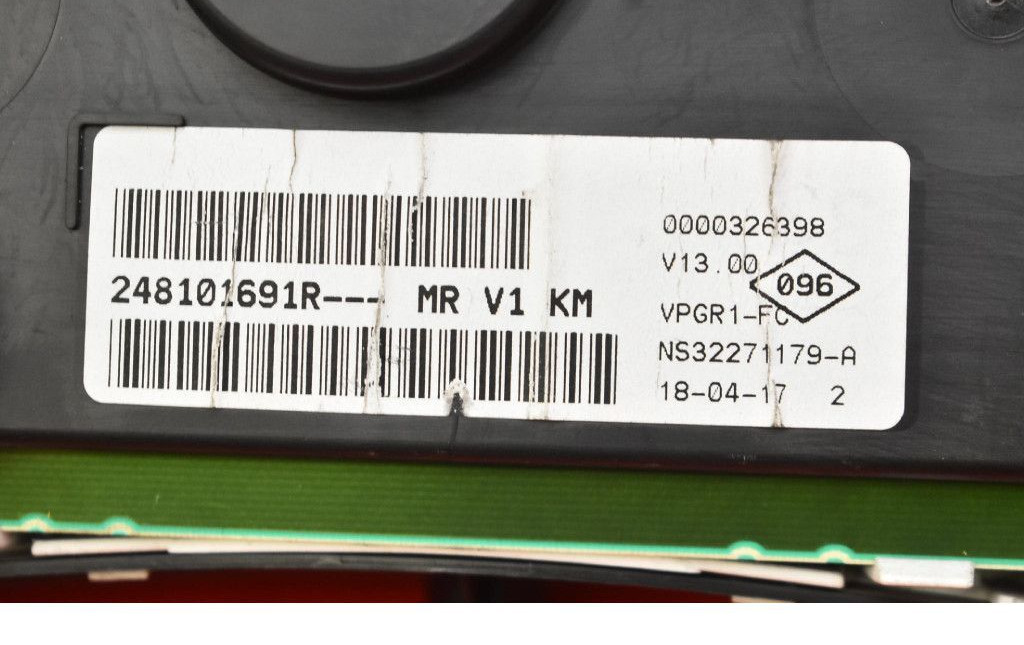 248101691R--- MR V1 KM
0000326398
V13.00
096
VPGR1-FC
NS32271179-A
18-04-17 2